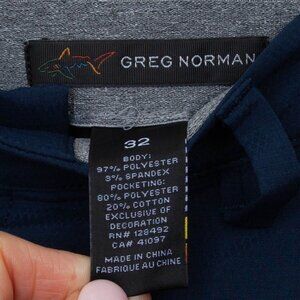 GREG NORMAN
32
BODY:
97% POLYESTER
3% SPANDEX
POCKETING:
80% POLYESTER
20% COTTON
EXCLUSIVE OF
DECORATION
RN# 128492
CA# 41097
MADE IN CHINA
FABRIQUE AU CHINE